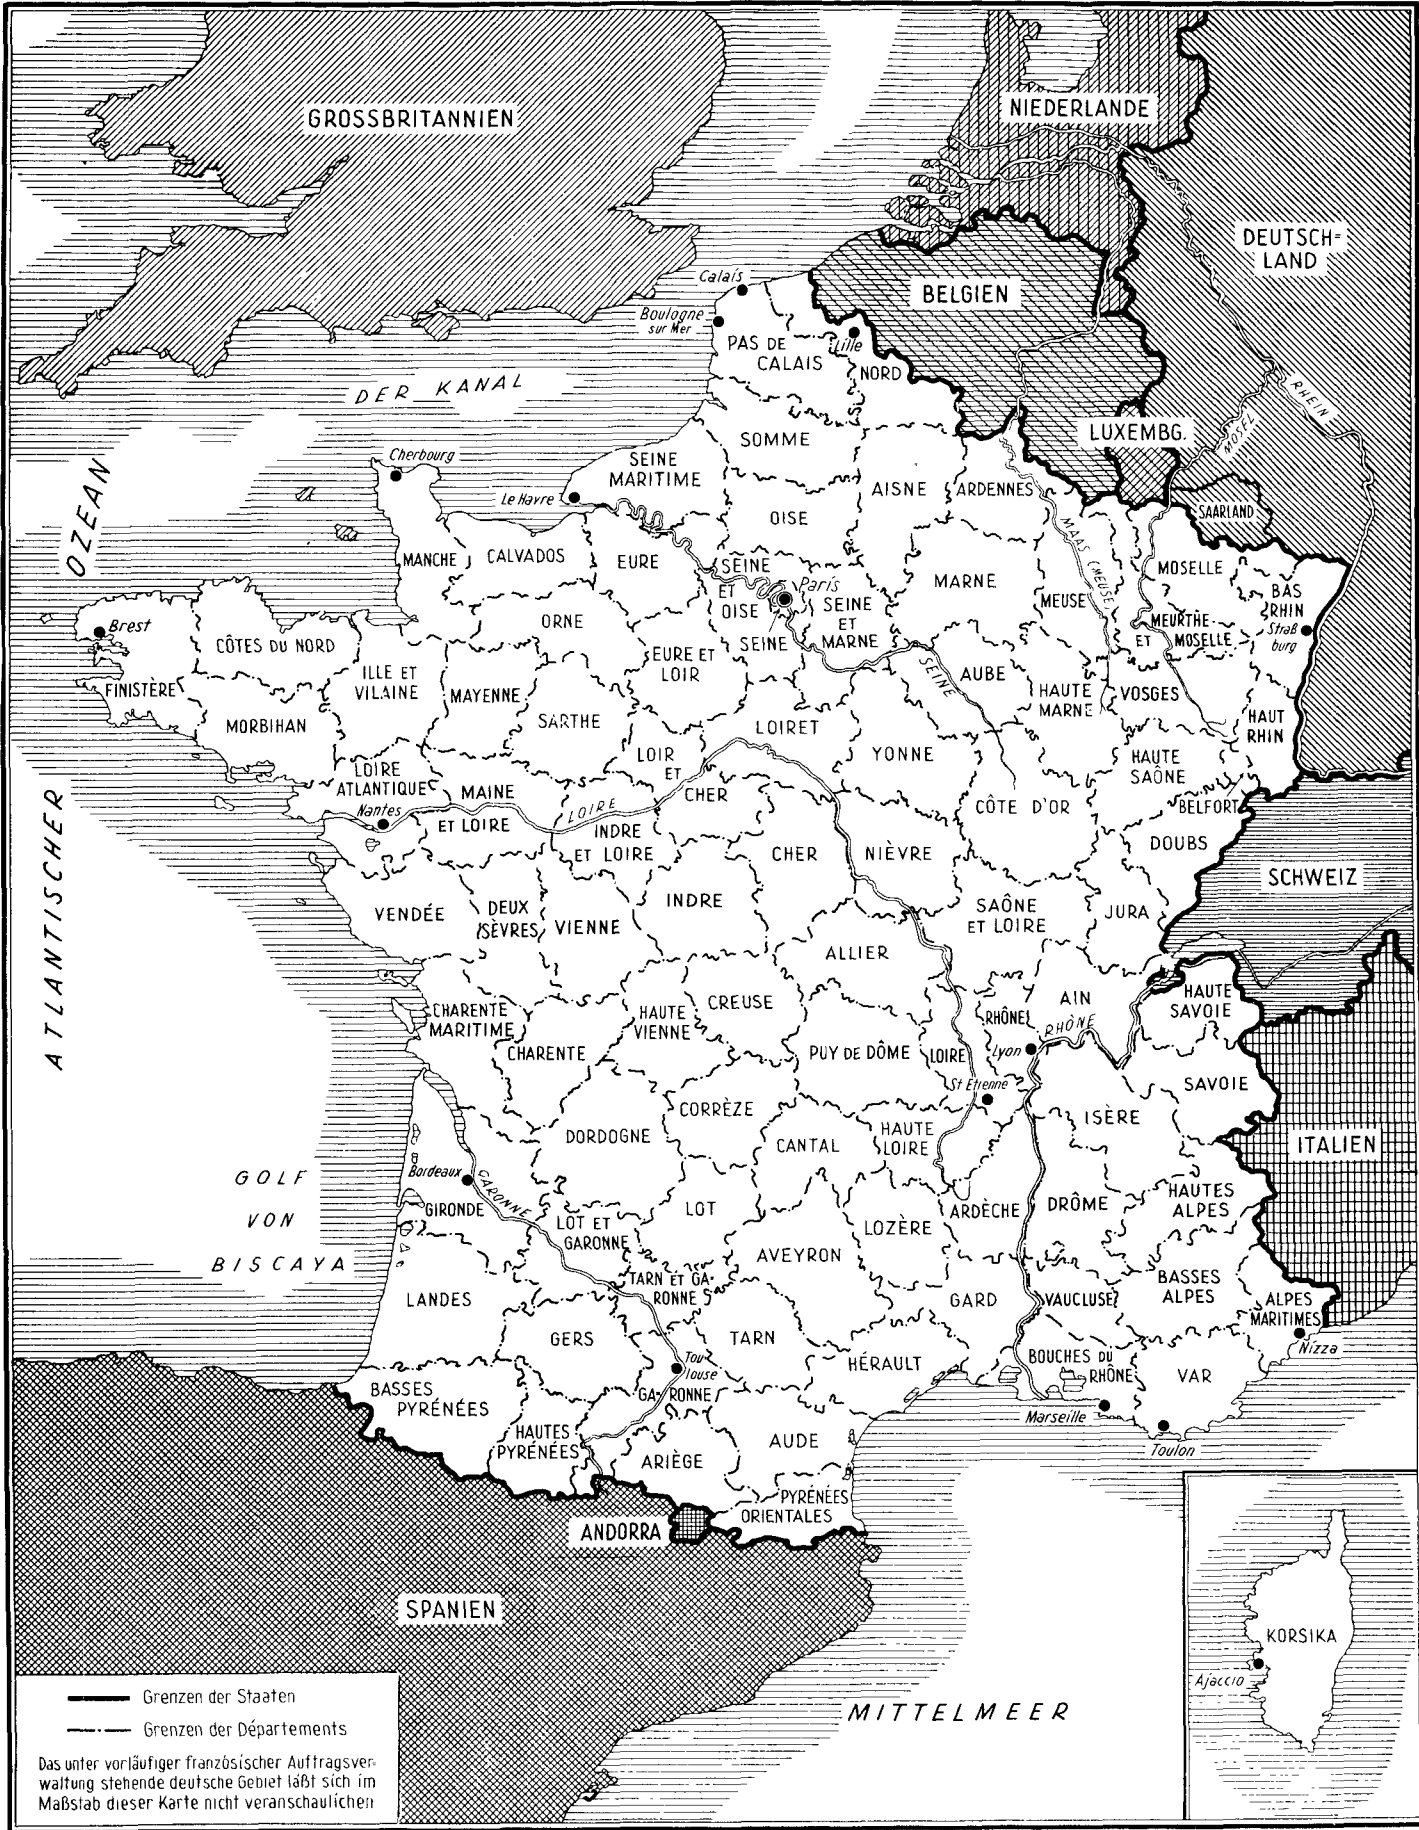 GROSSBRITANNIEN
NIEDERLANDE
DEUTSCH=
LAND
BELGIEN
Calais
Boulogne
sur Mer
Lille
PAS DE
CALAIS
NORD
RHEIN
MOSEL
DER KANAL
LUXEMBG.
SOMME
SEINE
MARITIME
Cherbourg
Le Havre
AISNE
ARDENNES
SAARLAND
OISE
OZEAN
ATLANTISCHER
MANCHE
CALVADOS
EURE
SEINE
ET
OISE
Paris
SEINE
SEINE
ET
MARNE
MARNE
MAAS (MEUSE)
MEUSE
MOSELLE
BAS
RHIN
MEURTHE-
ET MOSELLE
Straß
burg
Brest
CÔTES DU NORD
ORNE
FINISTÈRE
ILLE ET
VILAINE
MAYENNE
EURE ET
LOIR
SEINE
AUBE
HAUTE
MARNE
VOSGES
HAUT
RHIN
MORBIHAN
SARTHE
LOIRET
YONNE
LOIR
ET
CHER
HAUTE
SAÔNE
LOIRE
ATLANTIQUE
Nantes
MAINE
ET LOIRE
LOIRE
INDRE
ET LOIRE
CHER
NIÈVRE
CÔTE D'OR
BELFORT
DOUBS
SCHWEIZ
VENDÉE
DEUX
SÈVRES
VIENNE
INDRE
SAÔNE
ET LOIRE
JURA
ALLIER
CHARENTE
MARITIME
CHARENTE
HAUTE
VIENNE
CREUSE
PUY DE DÔME
LOIRE
RHÔNE
AIN
RHÔNE
HAUTE
SAVOIE
Lyon
St Etienne
SAVOIE
ISÈRE
CORRÈZE
DORDOGNE
CANTAL
HAUTE
LOIRE
ITALIEN
GOLF
VON
BISCAYA
Bordeaux
GARONNE
GIRONDE
LOT ET
GARONNE
LOT
AVEYRON
LOZÈRE
ARDÈCHE
DRÔME
HAUTES
ALPES
LANDES
TARN ET GA-
RONNE
GERS
TARN
GARD
VAUCLUSE
BASSES
ALPES
ALPES
MARITIMES
Nizza
Tou-
louse
HÉRAULT
BOUCHES DU
RHÔNE
VAR
BASSES
PYRÉNÉES
GA-RONNE
Marseille
Toulon
HAUTES
PYRÉNÉES
ARIÈGE
AUDE
PYRÉNÉES
ORIENTALES
ANDORRA
SPANIEN
KORSIKA
Ajaccio
MITTELMEER
Grenzen der Staaten
Grenzen der Départements
Das unter vorläufiger französischer Auftragsver-
waltung stehende deutsche Gebiet läßt sich im
Maßstab dieser Karte nicht veranschaulichen